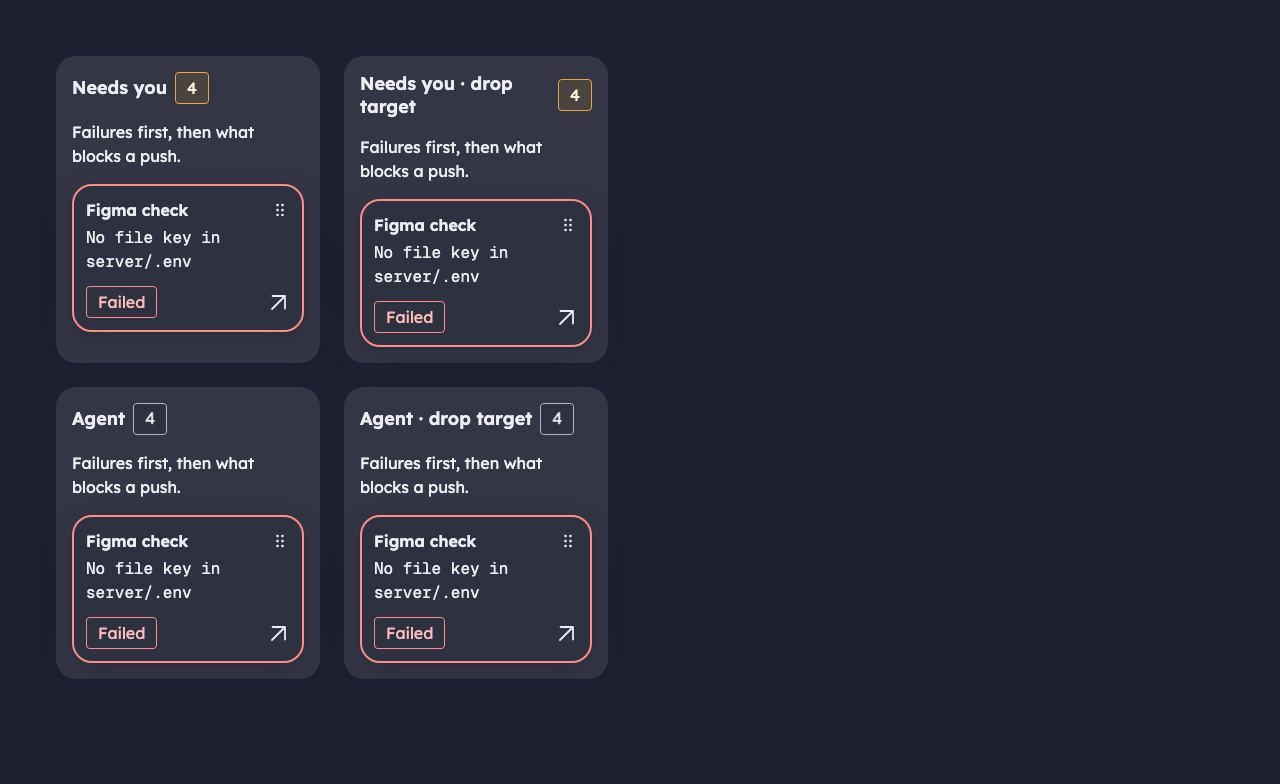 Needs you 4
Failures first, then what
blocks a push.
Figma check
No file key in
server/.env
Failed
Needs you · drop
target
4
Failures first, then what
blocks a push.
Figma check
No file key in
server/.env
Failed
Agent 4
Failures first, then what
blocks a push.
Figma check
No file key in
server/.env
Failed
Agent · drop target 4
Failures first, then what
blocks a push.
Figma check
No file key in
server/.env
Failed